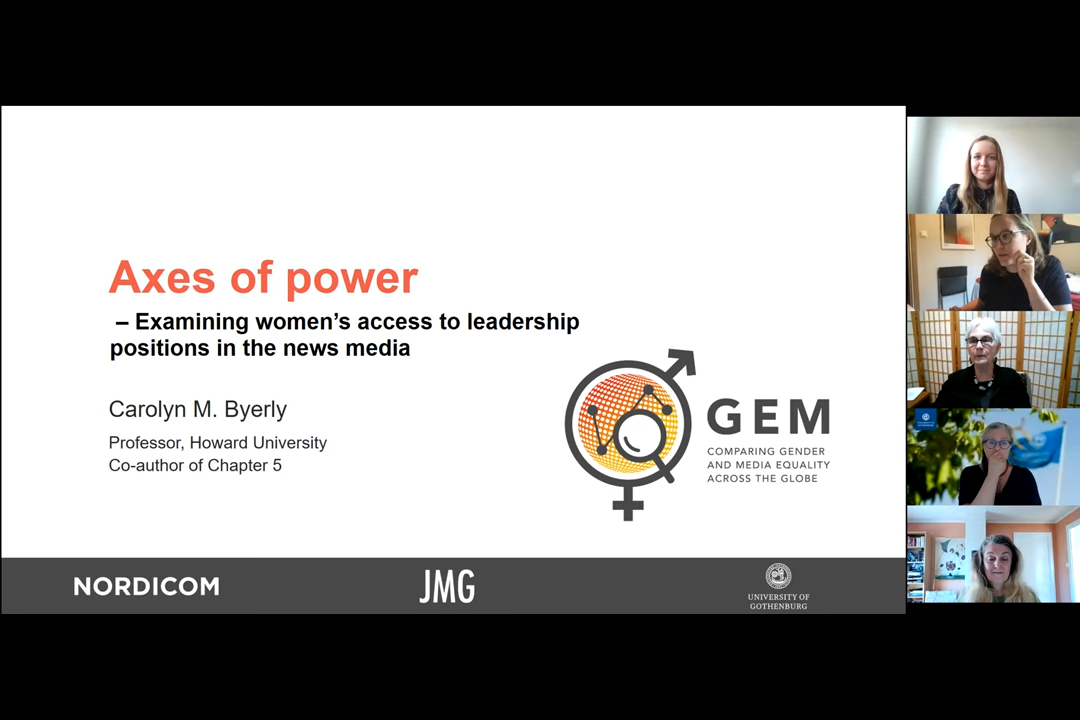 Axes of power
– Examining women's access to leadership
positions in the news media
Carolyn M. Byerly
Professor, Howard University
Co-author of Chapter 5
GEM
COMPARING GENDER
AND MEDIA EQUALITY
ACROSS THE GLOBE
NORDICOM
JMG
UNIVERSITY OF
GOTHENBURG